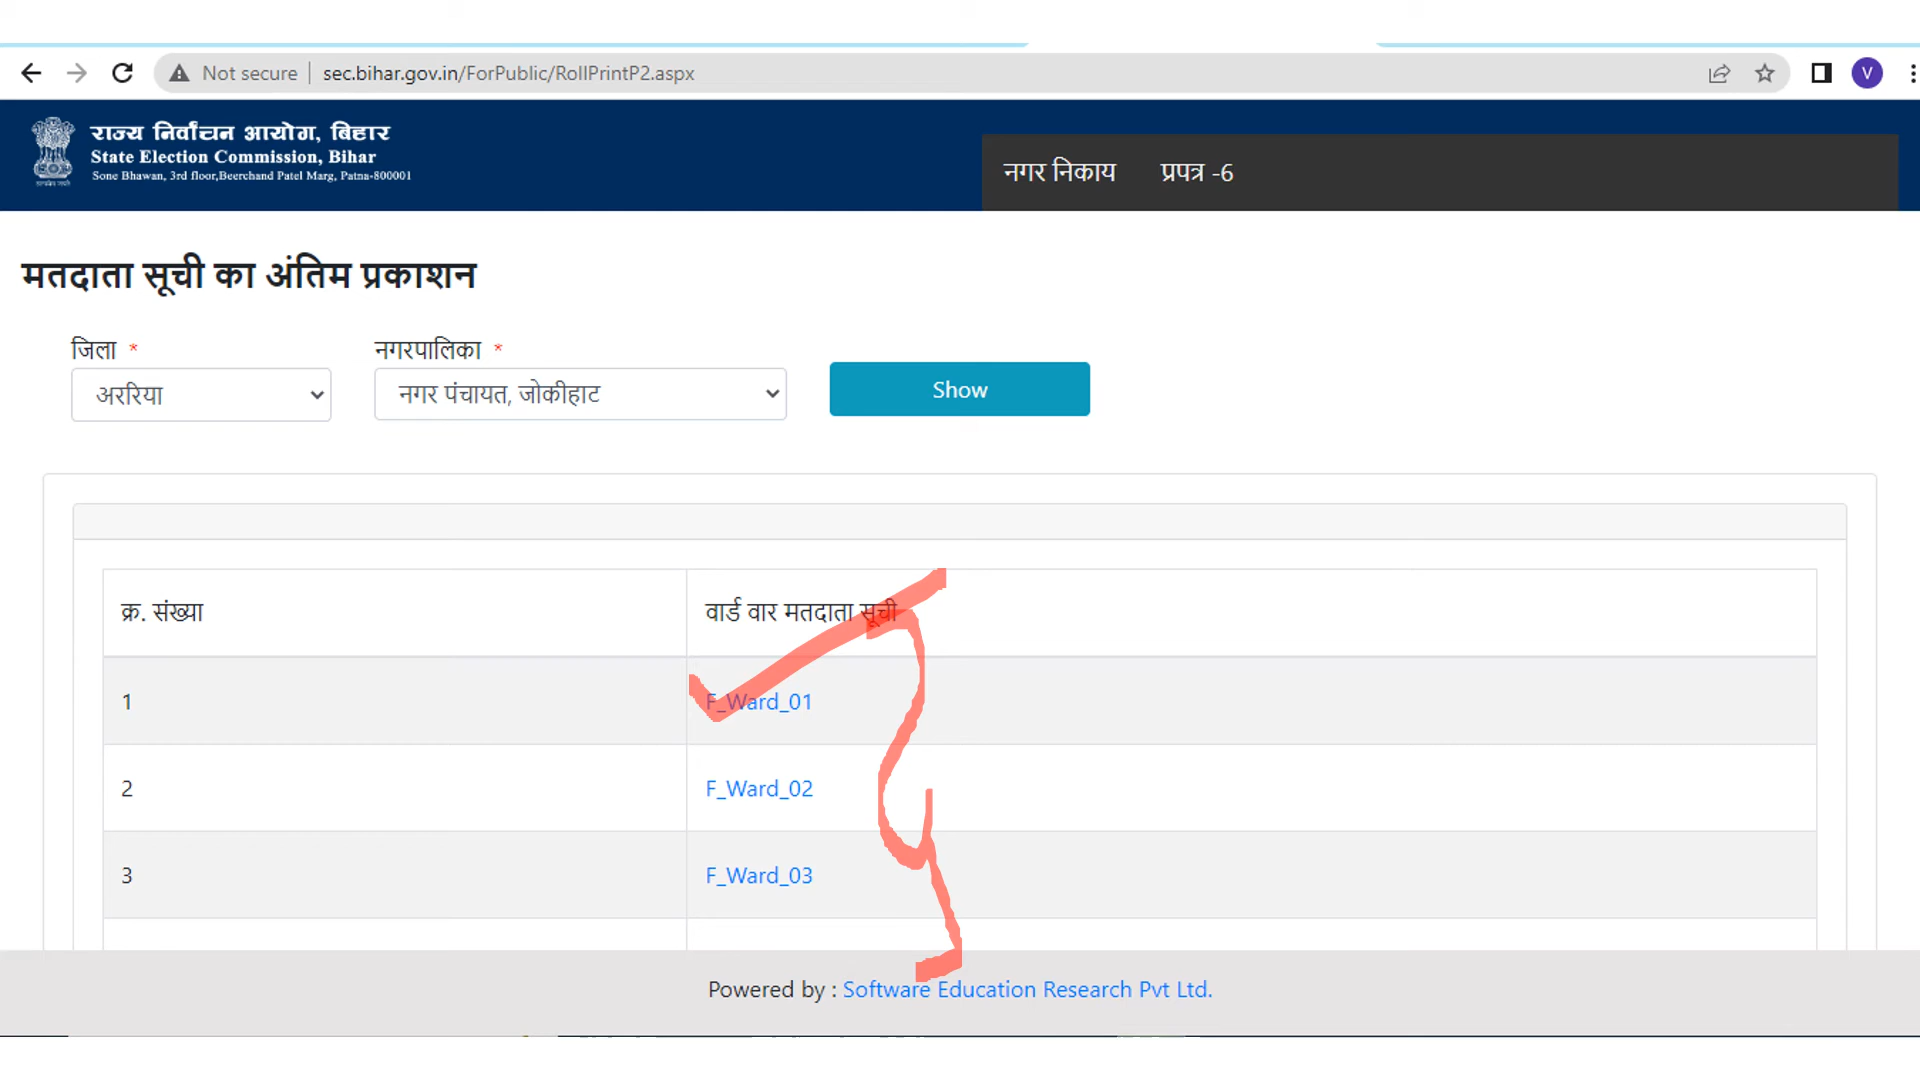 Not secure | sec.bihar.gov.in/ForPublic/RollPrintP2.aspx
V
राज्य निर्वाचन आयोग, बिहार
State Election Commission, Bihar
Sone Bhawan, 3rd floor,Beerchand Patel Marg, Patna-800001
नगर निकाय प्रपत्र -6
मतदाता सूची का अंतिम प्रकाशन
जिला * नगरपालिका *
अररिया नगर पंचायत, जोकीहाट Show
क्र. संख्या वार्ड वार मतदाता सूची
1 F_Ward_01
2 F_Ward_02
3 F_Ward_03
Powered by : Software Education Research Pvt Ltd.